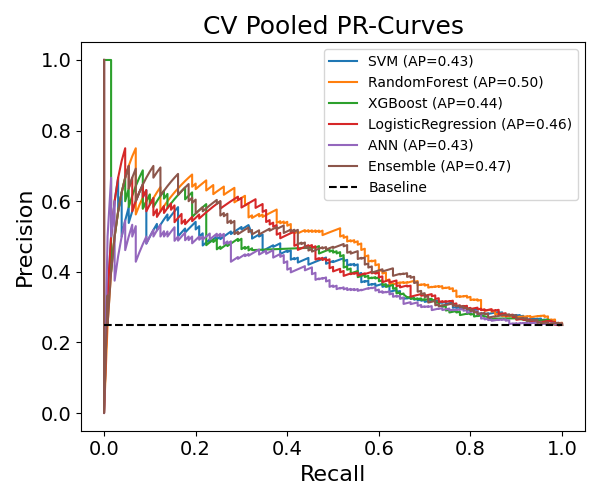 CV Pooled PR-Curves
SVM (AP=0.43)
RandomForest (AP=0.50)
XGBoost (AP=0.44)
LogisticRegression (AP=0.46)
ANN (AP=0.43)
Ensemble (AP=0.47)
Baseline
Precision
1.0
0.8
0.6
0.4
0.2
0.0
0.0 0.2 0.4 0.6 0.8 1.0
Recall